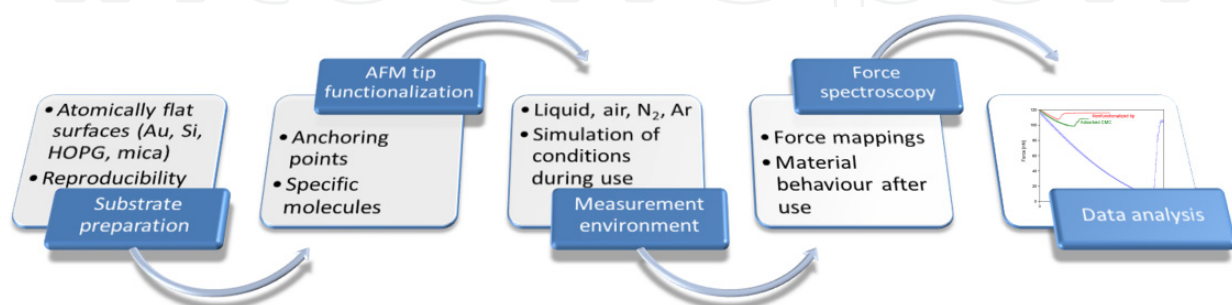 • Atomically flat
surfaces (Au, Si,
HOPG, mica)
• Reproducibility
Substrate
preparation
AFM tip
functionalization
• Anchoring
points
• Specific
molecules
• Liquid, air, N₂, Ar
• Simulation of
conditions
during use
Measurement
environment
Force
spectroscopy
• Force mappings
• Material
behaviour after
use
Adsorbed CMC
Data analysis